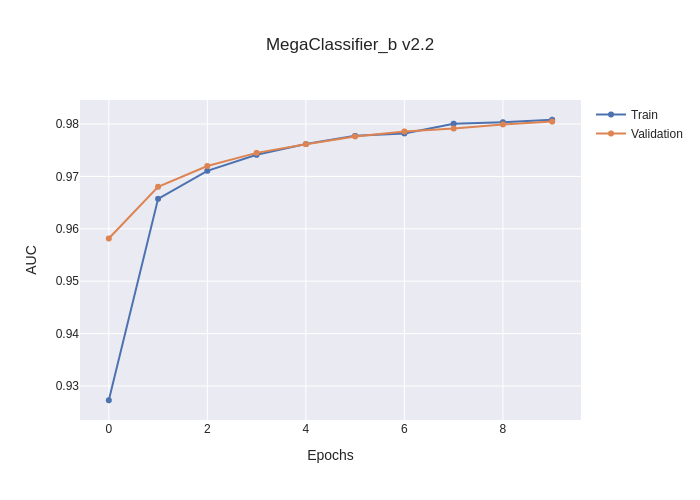 MegaClassifier_b v2.2
Train
Validation
AUC
0.98
0.97
0.96
0.95
0.94
0.93
0
2
4
6
8
Epochs